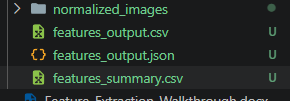 normalized_images
features_output.csv U
features_output.json U
features_summary.csv U
Feature_Extraction_Walkthrough.docx